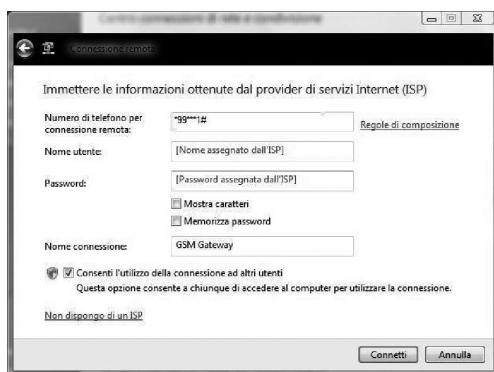 Centro connessioni di rete e condivisione
Connessione remota
Immettere le informazioni ottenute dal provider di servizi Internet (ISP)
Numero di telefono per
connessione remota:
*99***1#
Regole di composizione
Nome utente:
[Nome assegnato dall'ISP]
Password:
[Password assegnata dall'ISP]
Mostra caratteri
Memorizza password
Nome connessione:
GSM Gateway
Consenti l'utilizzo della connessione ad altri utenti
Questa opzione consente a chiunque di accedere al computer per utilizzare la connessione.
Non dispongo di un ISP
Connetti
Annulla